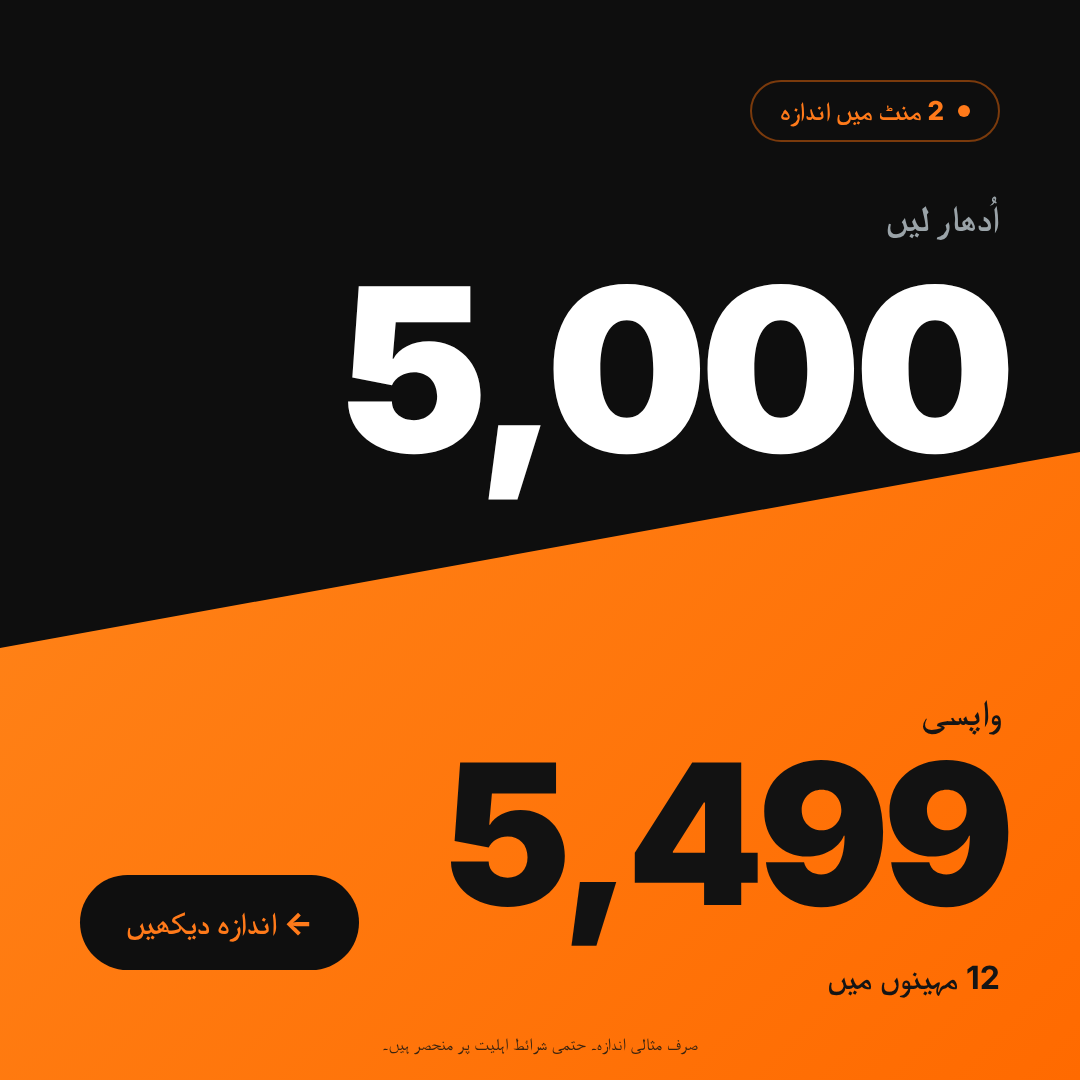 2 منٹ میں اندازہ
اُدھار لیں
5,000
واپسی
5,499
12 مہینوں میں
← اندازہ دیکھیں
صرف مثالی اندازہ۔ حتمی شرائط اہلیت پر منحصر ہیں۔